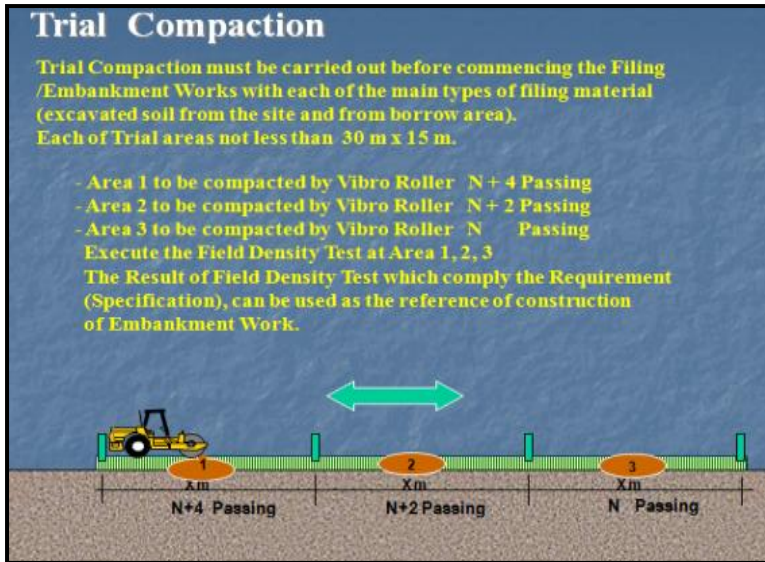 Trial Compaction
Trial Compaction must be carried out before commencing the Filing
/Embankment Works with each of the main types of filing material
(excavated soil from the site and from borrow area).
Each of Trial areas not less than 30 m x 15 m.
- Area 1 to be compacted by Vibro Roller N + 4 Passing
- Area 2 to be compacted by Vibro Roller N + 2 Passing
- Area 3 to be compacted by Vibro Roller N Passing
Execute the Field Density Test at Area 1, 2, 3
The Result of Field Density Test which comply the Requirement
(Specification), can be used as the reference of construction
of Embankment Work.
1 2 3
X m X m X m
N+4 Passing N+2 Passing N Passing